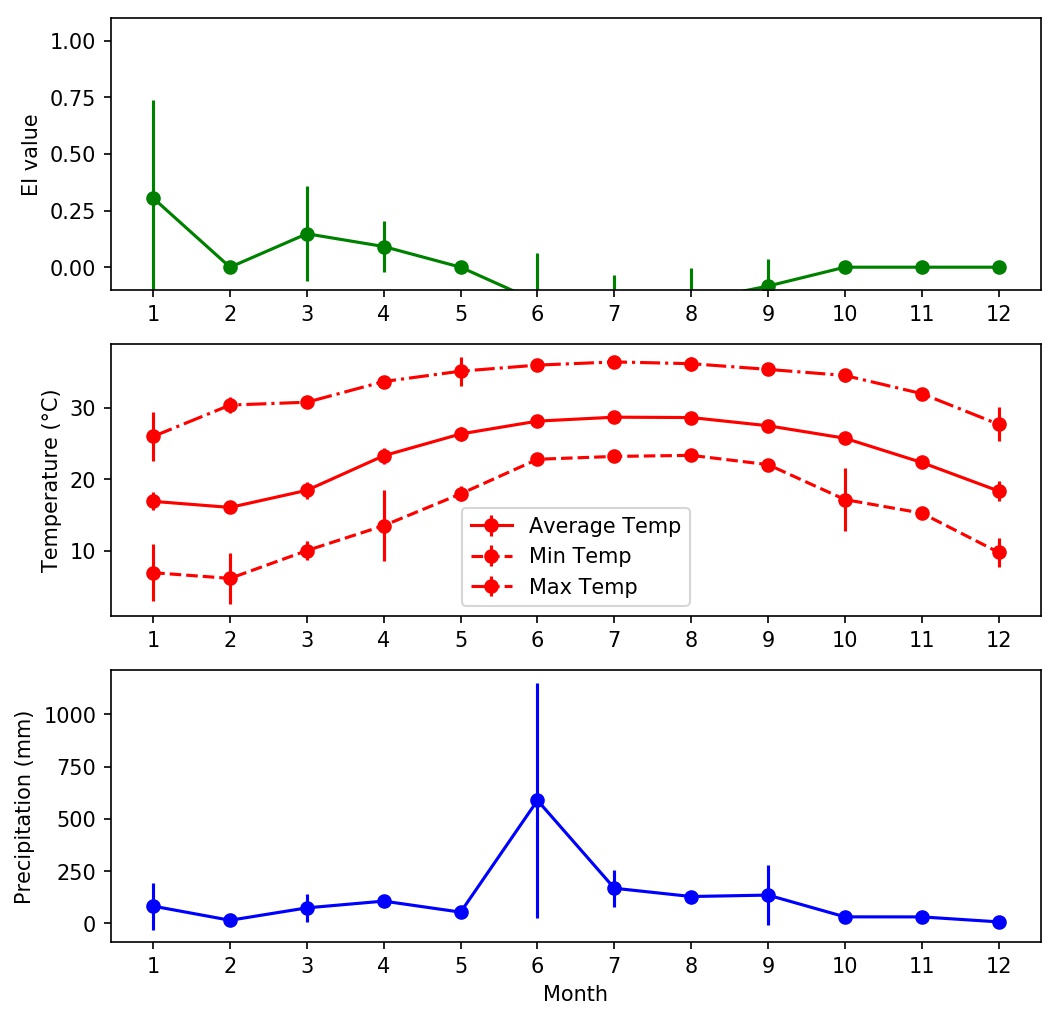 EI value
1.00
0.75
0.50
0.25
0.00
1 2 3 4 5 6 7 8 9 10 11 12
Temperature (°C)
30
20
10
Average Temp
Min Temp
Max Temp
1 2 3 4 5 6 7 8 9 10 11 12
Precipitation (mm)
1000
750
500
250
0
1 2 3 4 5 6 7 8 9 10 11 12
Month